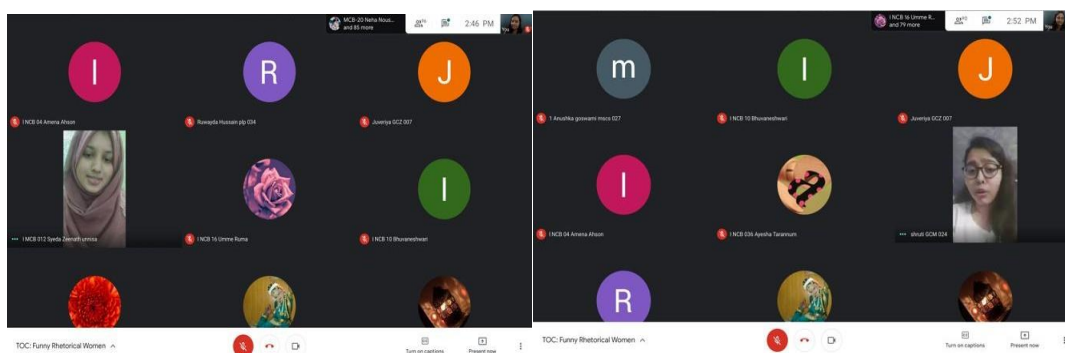 MCB-20 Neha Nous...
and 85 more
2:46 PM
I
R
J
I NCB 04 Amena Ahson
Ruwayda Hussain plp 034
Juveriya GCZ 007
I
I MCB 012 Syeda Zeenath unnisa
I NCB 16 Umme Ruma
I NCB 10 Bhuvaneshwari
TOC: Funny Rhetorical Women
Turn on captions
Present now
I NCB 16 Umme R...
and 79 more
2:52 PM
m
I
J
1 Anushka goswami mscs 027
I NCB 10 Bhuvaneshwari
Juveriya GCZ 007
I
I NCB 04 Amena Ahson
I NCB 036 Ayesha Tarannum
shruti GCM 024
R
TOC: Funny Rhetorical Women
Turn on captions
Present now